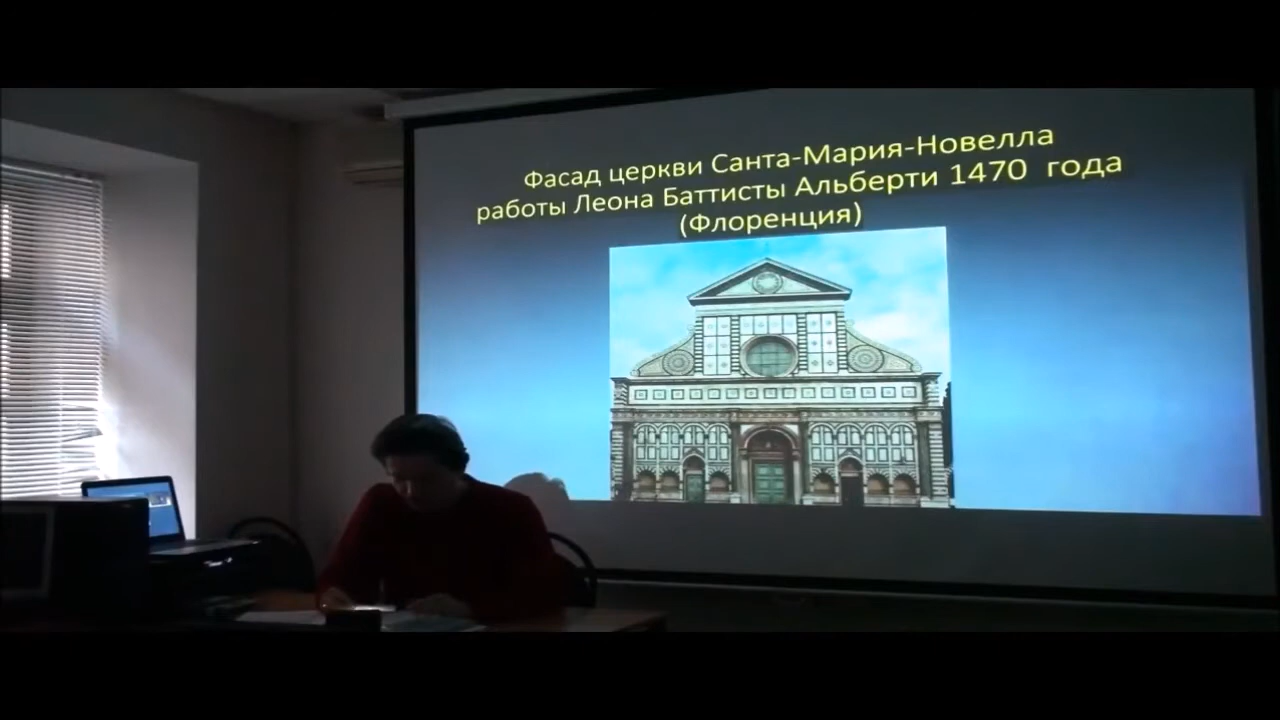 Фасад церкви Санта-Мария-Новелла
работы Леона Баттисты Альберти 1470 года
(Флоренция)